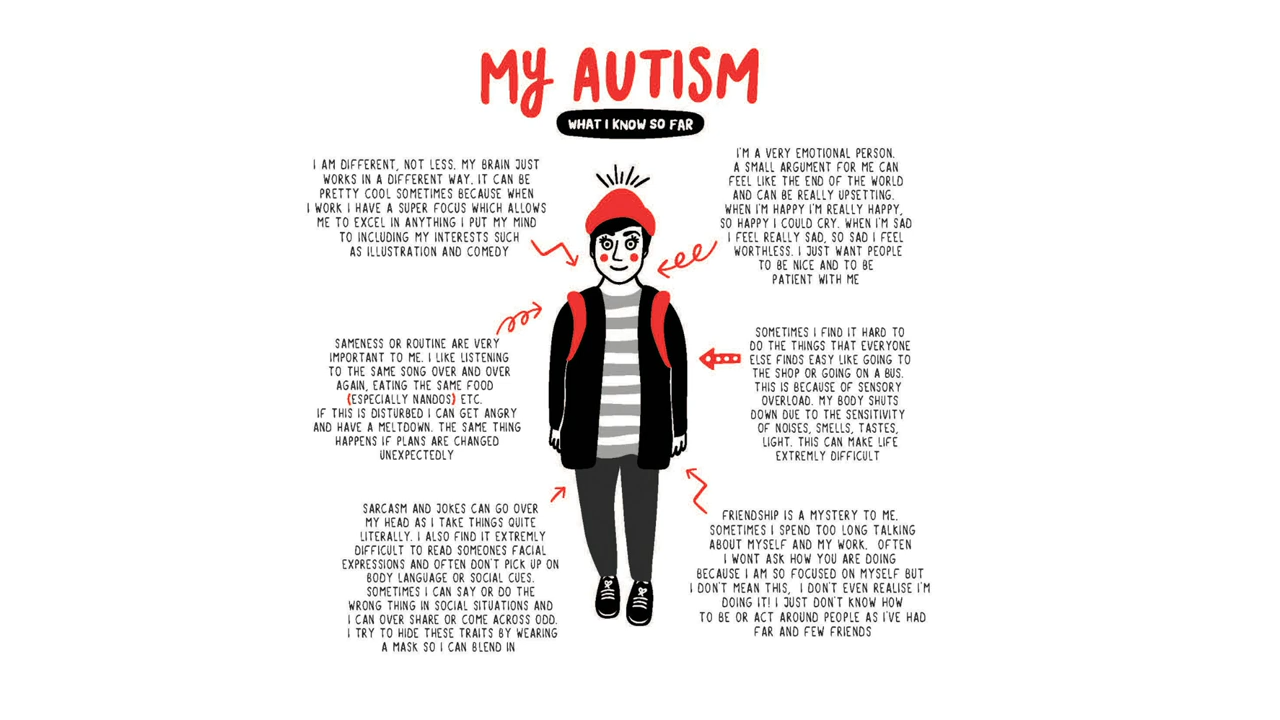 MY AUTISM
WHAT I KNOW SO FAR
I AM DIFFERENT, NOT LESS. MY BRAIN JUST
WORKS IN A DIFFERENT WAY. IT CAN BE
PRETTY COOL SOMETIMES BECAUSE WHEN
I WORK I HAVE A SUPER FOCUS WHICH ALLOWS
ME TO EXCEL IN ANYTHING I PUT MY MIND
TO INCLUDING MY INTERESTS SUCH
AS ILLUSTRATION AND COMEDY
I'M A VERY EMOTIONAL PERSON.
A SMALL ARGUMENT FOR ME CAN
FEEL LIKE THE END OF THE WORLD
AND CAN BE REALLY UPSETTING.
WHEN I'M HAPPY I'M REALLY HAPPY,
SO HAPPY I COULD CRY. WHEN I'M SAD
I FEEL REALLY SAD, SO SAD I FEEL
WORTHLESS. I JUST WANT PEOPLE
TO BE NICE AND TO BE
PATIENT WITH ME
SAMENESS OR ROUTINE ARE VERY
IMPORTANT TO ME. I LIKE LISTENING
TO THE SAME SONG OVER AND OVER
AGAIN, EATING THE SAME FOOD
(ESPECIALLY NANDOS) ETC.
IF THIS IS DISTURBED I CAN GET ANGRY
AND HAVE A MELTDOWN. THE SAME THING
HAPPENS IF PLANS ARE CHANGED
UNEXPECTEDLY
SOMETIMES I FIND IT HARD TO
DO THE THINGS THAT EVERYONE
ELSE FINDS EASY LIKE GOING TO
THE SHOP OR GOING ON A BUS.
THIS IS BECAUSE OF SENSORY
OVERLOAD. MY BODY SHUTS
DOWN DUE TO THE SENSITIVITY
OF NOISES, SMELLS, TASTES,
LIGHT. THIS CAN MAKE LIFE
EXTREMLY DIFFICULT
SARCASM AND JOKES CAN GO OVER
MY HEAD AS I TAKE THINGS QUITE
LITERALLY. I ALSO FIND IT EXTREMLY
DIFFICULT TO READ SOMEONES FACIAL
EXPRESSIONS AND OFTEN DON'T PICK UP ON
BODY LANGUAGE OR SOCIAL CUES.
SOMETIMES I CAN SAY OR DO THE
WRONG THING IN SOCIAL SITUATIONS AND
I CAN OVER SHARE OR COME ACROSS ODD.
I TRY TO HIDE THESE TRAITS BY WEARING
A MASK SO I CAN BLEND IN
FRIENDSHIP IS A MYSTERY TO ME.
SOMETIMES I SPEND TOO LONG TALKING
ABOUT MYSELF AND MY WORK. OFTEN
I WONT ASK HOW YOU ARE DOING
BECAUSE I AM SO FOCUSED ON MYSELF BUT
I DON'T MEAN THIS, I DON'T EVEN REALISE I'M
DOING IT! I JUST DON'T KNOW HOW
TO BE OR ACT AROUND PEOPLE AS I'VE HAD
FAR AND FEW FRIENDS